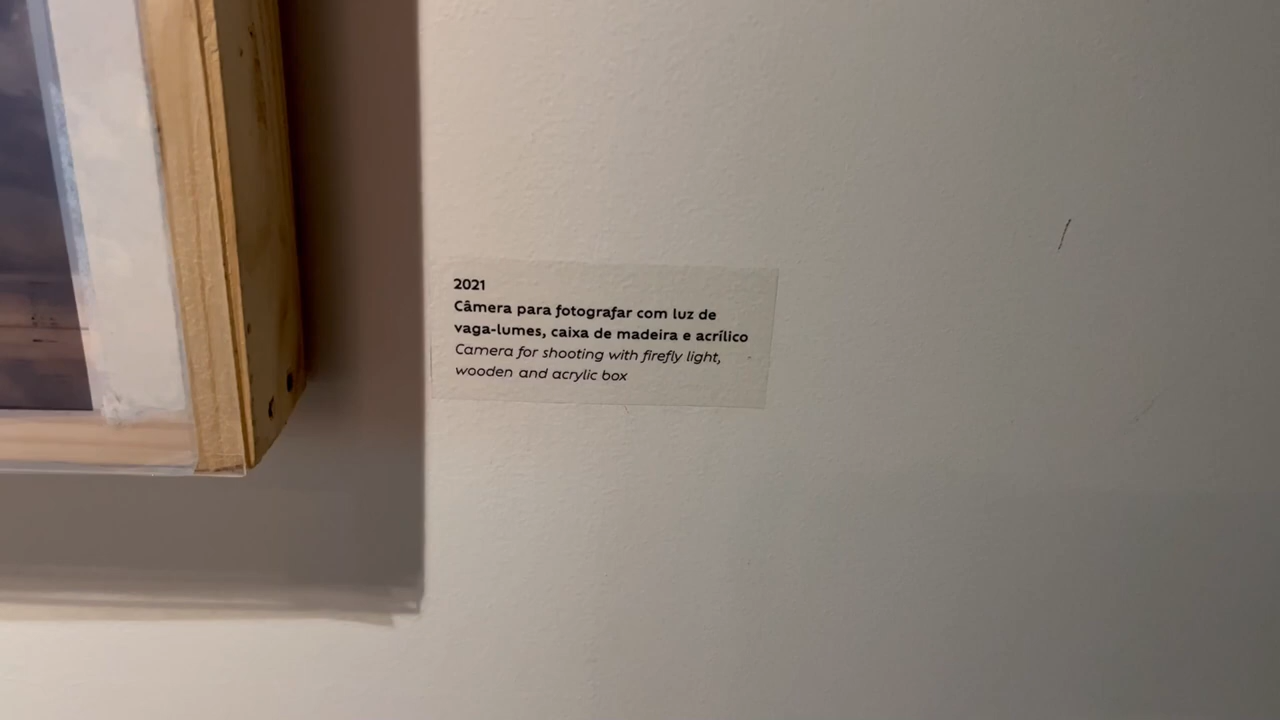 2021
Câmera para fotografar com luz de
vaga-lumes, caixa de madeira e acrílico
Camera for shooting with firefly light,
wooden and acrylic box